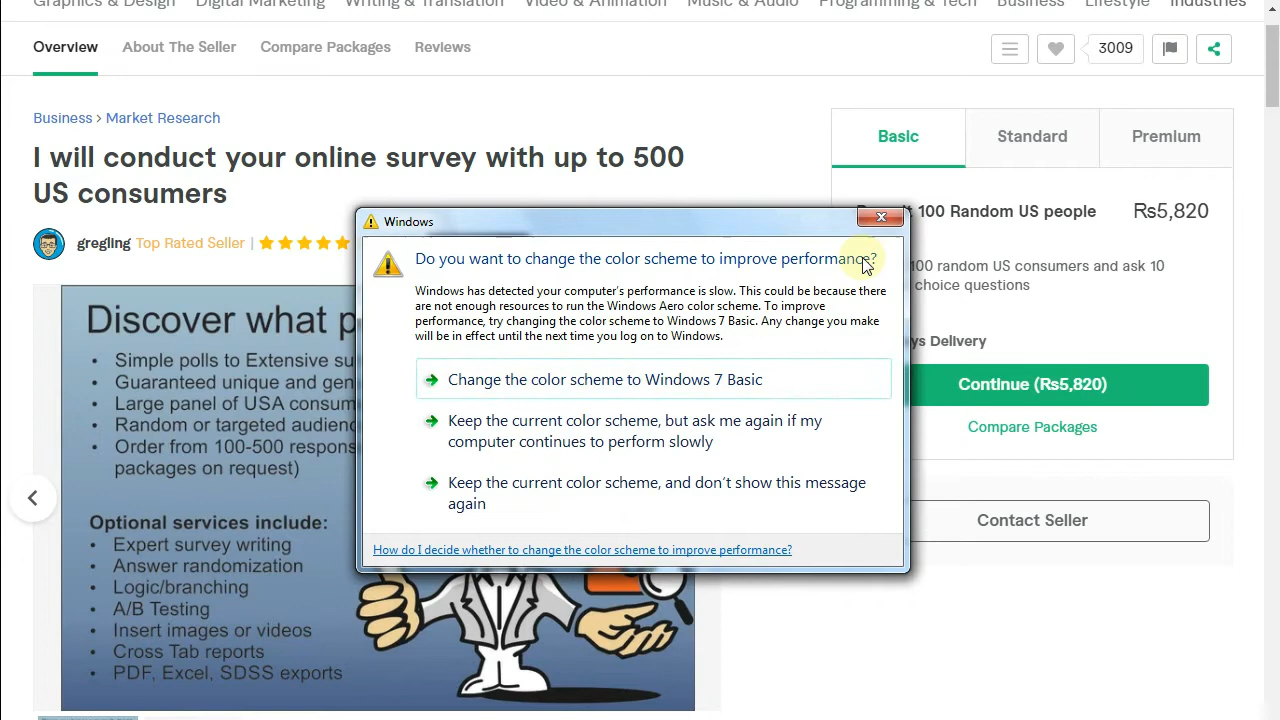 Graphics & Design Digital Marketing Writing & Translation Video & Animation Music & Audio Programming & Tech Business Lifestyle Industries
Overview About The Seller Compare Packages Reviews
3009
Business › Market Research
I will conduct your online survey with up to 500
US consumers
gregling Top Rated Seller |
Basic Standard Premium
100 Random US people Rs5,820
100 random US consumers and ask 10
choice questions
Delivery
Continue (Rs5,820)
Compare Packages
Contact Seller
Windows
Do you want to change the color scheme to improve performance?
Windows has detected your computer's performance is slow. This could be because there
are not enough resources to run the Windows Aero color scheme. To improve
performance, try changing the color scheme to Windows 7 Basic. Any change you make
will be in effect until the next time you log on to Windows.
Change the color scheme to Windows 7 Basic
Keep the current color scheme, but ask me again if my
computer continues to perform slowly
Keep the current color scheme, and don't show this message
again
How do I decide whether to change the color scheme to improve performance?
Discover what
• Simple polls to Extensive
• Guaranteed unique and
• Large panel of USA
• Random or targeted
• Order from 100-500
packages on request)
Optional services include:
• Expert survey writing
• Answer randomization
• Logic/branching
• A/B Testing
• Insert images or videos
• Cross Tab reports
• PDF, Excel, SDSS exports